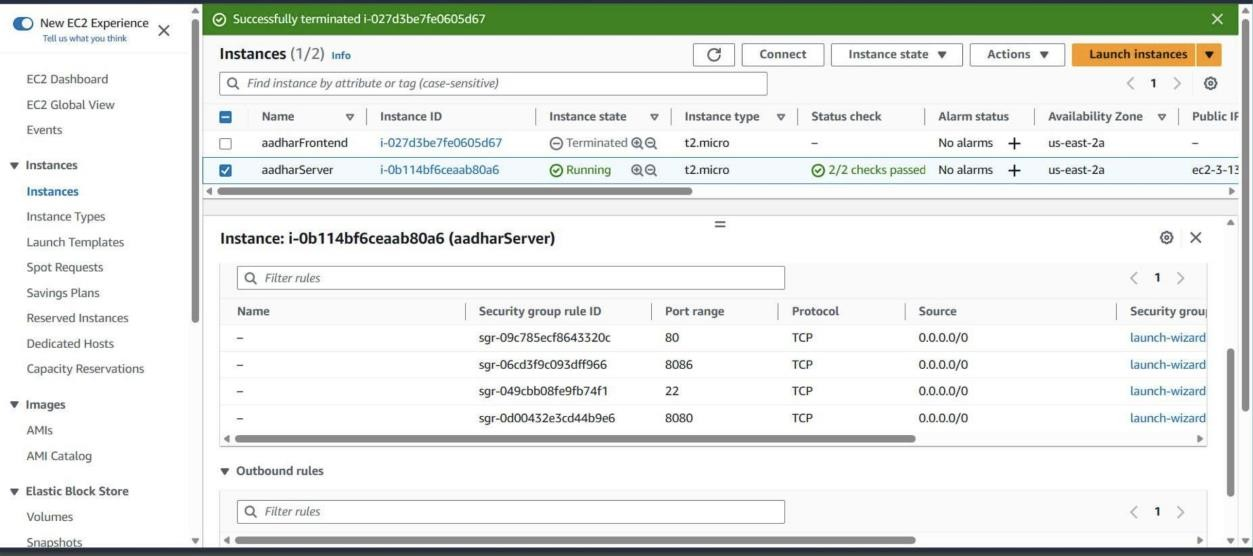 New EC2 Experience
Tell us what you think
EC2 Dashboard
EC2 Global View
Events
Instances
Instances
Instance Types
Launch Templates
Spot Requests
Savings Plans
Reserved Instances
Dedicated Hosts
Capacity Reservations
Images
AMIs
AMI Catalog
Elastic Block Store
Volumes
Snapshots
Successfully terminated i-027d3be7fe0605d67
Instances (1/2) Info
Connect
Instance state
Actions
Launch instances
Find instance by attribute or tag (case-sensitive)
1
Name Instance ID Instance state Instance type Status check Alarm status Availability Zone Public IP
aadharFrontend i-027d3be7fe0605d67 Terminated t2.micro – No alarms + us-east-2a –
aadharServer i-0b114bf6ceaab80a6 Running t2.micro 2/2 checks passed No alarms + us-east-2a ec2-3-13
Instance: i-0b114bf6ceaab80a6 (aadharServer)
Filter rules
1
Name Security group rule ID Port range Protocol Source Security group
– sgr-09c785ecf8643320c 80 TCP 0.0.0.0/0 launch-wizard
– sgr-06cd3f9c093dff966 8086 TCP 0.0.0.0/0 launch-wizard
– sgr-049cbb08fe9fb74f1 22 TCP 0.0.0.0/0 launch-wizard
– sgr-0d00432e3cd44b9e6 8080 TCP 0.0.0.0/0 launch-wizard
Outbound rules
Filter rules
1